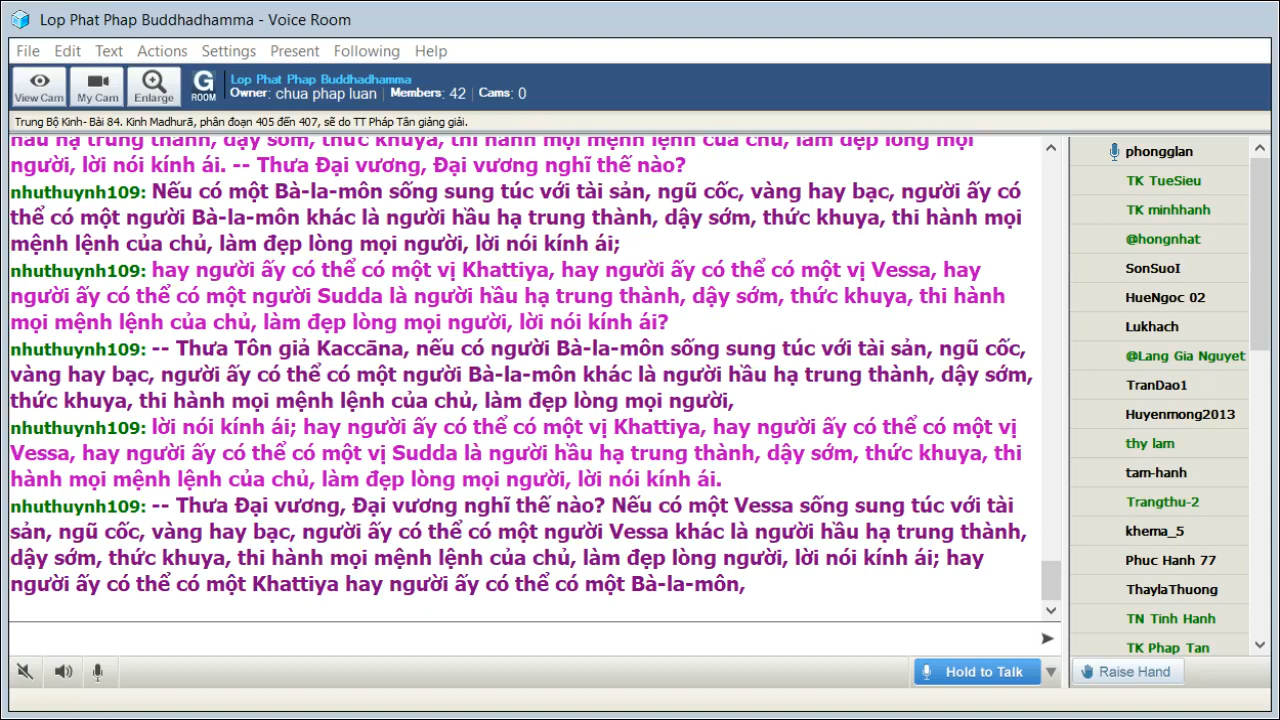 Lop Phat Phap Buddhadhamma - Voice Room
File Edit Text Actions Settings Present Following Help
View Cam My Cam Enlarge G ROOM
Lop Phat Phap Buddhadhamma
Owner: chua phap luan Members: 42 Cams: 0
Trung Bộ Kinh- Bài 84. Kinh Madhurā, phân đoạn 405 đến 407, sẽ do TT Pháp Tân giảng giải.
hầu hạ trung thành, dậy sớm, thức khuya, thi hành mọi mệnh lệnh của chủ, làm đẹp lòng mọi
người, lời nói kính ái. -- Thưa Đại vương, Đại vương nghĩ thế nào?
nhuthuynh109: Nếu có một Bà-la-môn sống sung túc với tài sản, ngũ cốc, vàng hay bạc, người ấy có
thể có một người Bà-la-môn khác là người hầu hạ trung thành, dậy sớm, thức khuya, thi hành mọi
mệnh lệnh của chủ, làm đẹp lòng mọi người, lời nói kính ái;
nhuthuynh109: hay người ấy có thể có một vị Khattiya, hay người ấy có thể có một vị Vessa, hay
người ấy có thể có một người Sudda là người hầu hạ trung thành, dậy sớm, thức khuya, thi hành
mọi mệnh lệnh của chủ, làm đẹp lòng mọi người, lời nói kính ái?
nhuthuynh109: -- Thưa Tôn giả Kaccāna, nếu có người Bà-la-môn sống sung túc với tài sản, ngũ cốc,
vàng hay bạc, người ấy có thể có một người Bà-la-môn khác là người hầu hạ trung thành, dậy sớm,
thức khuya, thi hành mọi mệnh lệnh của chủ, làm đẹp lòng mọi người,
nhuthuynh109: lời nói kính ái; hay người ấy có thể có một vị Khattiya, hay người ấy có thể có một vị
Vessa, hay người ấy có thể có một vị Sudda là người hầu hạ trung thành, dậy sớm, thức khuya, thi
hành mọi mệnh lệnh của chủ, làm đẹp lòng mọi người, lời nói kính ái.
nhuthuynh109: -- Thưa Đại vương, Đại vương nghĩ thế nào? Nếu có một Vessa sống sung túc với tài
sản, ngũ cốc, vàng hay bạc, người ấy có thể có một người Vessa khác là người hầu hạ trung thành,
dậy sớm, thức khuya, thi hành mọi mệnh lệnh của chủ, làm đẹp lòng người, lời nói kính ái; hay
người ấy có thể có một Khattiya hay người ấy có thể có một Bà-la-môn,
phongglan
TK TueSieu
TK minhhanh
@hongnhat
SonSuoI
HueNgoc 02
Lukhach
@Lang Gia Nguyet
TranDao1
Huyenmong2013
thy lam
tam-hanh
Trangthu-2
khema_5
Phuc Hanh 77
ThaylaThuong
TN Tinh Hanh
TK Phap Tan
Hold to Talk
Raise Hand